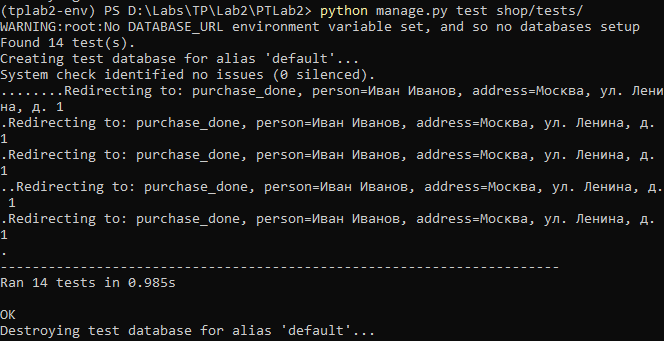 (tplab2-env) PS D:\Labs\TP\Lab2\PTLab2> python manage.py test shop/tests/
WARNING:root:No DATABASE_URL environment variable set, and so no databases setup
Found 14 test(s).
Creating test database for alias 'default'...
System check identified no issues (0 silenced).
........Redirecting to: purchase_done, person=Иван Иванов, address=Москва, ул. Лени
на, д. 1
.Redirecting to: purchase_done, person=Иван Иванов, address=Москва, ул. Ленина, д.
1
.Redirecting to: purchase_done, person=Иван Иванов, address=Москва, ул. Ленина, д.
1
..Redirecting to: purchase_done, person=Иван Иванов, address=Москва, ул. Ленина, д.
 1
.Redirecting to: purchase_done, person=Иван Иванов, address=Москва, ул. Ленина, д.
1
.
----------------------------------------------------------------------
Ran 14 tests in 0.985s

OK
Destroying test database for alias 'default'...